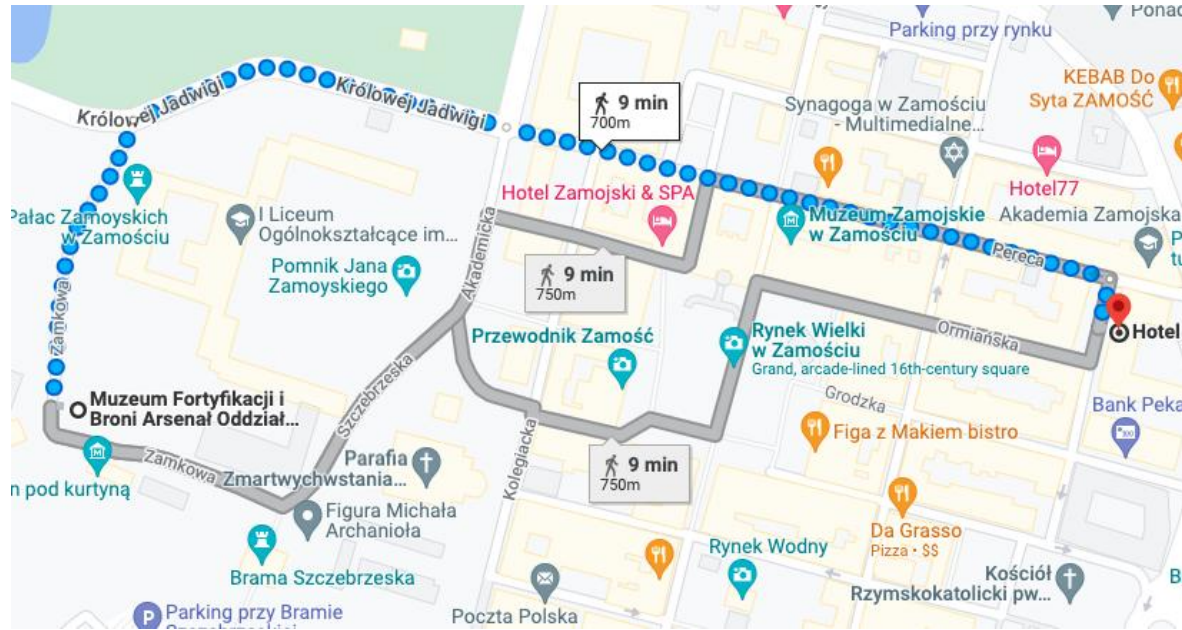 Parking przy rynku
KEBAB Do
Syta ZAMOŚĆ
Królowej Jadwigi
Królowej Jadwigi
9 min
700m
Synagoga w Zamościu
- Multimedialne...
Hotel77
Hotel Zamojski & SPA
Pałac Zamoyskich
w Zamościu
I Liceum
Ogólnokształcące im...
Muzeum Zamojskie
w Zamościu
Akademia Zamojska
Pereca
Akademicka
Pomnik Jana
Zamoyskiego
9 min
750m
Zamkowa
Przewodnik Zamość
Rynek Wielki
w Zamościu
Grand, arcade-lined 16th-century square
Ormiańska
Hotel
Szczebrzeska
Grodzka
Muzeum Fortyfikacji i
Broni Arsenał Oddział...
Bank Peka
Figa z Makiem bistro
Zamkowa
Parafia
Zmartwychwstania...
Kolegiacka
9 min
750m
n pod kurtyną
Figura Michała
Archanioła
Da Grasso
Pizza · $$
Brama Szczebrzeska
Rynek Wodny
Kościół
Rzymskokatolicki pw...
Poczta Polska
P
Parking przy Bramie